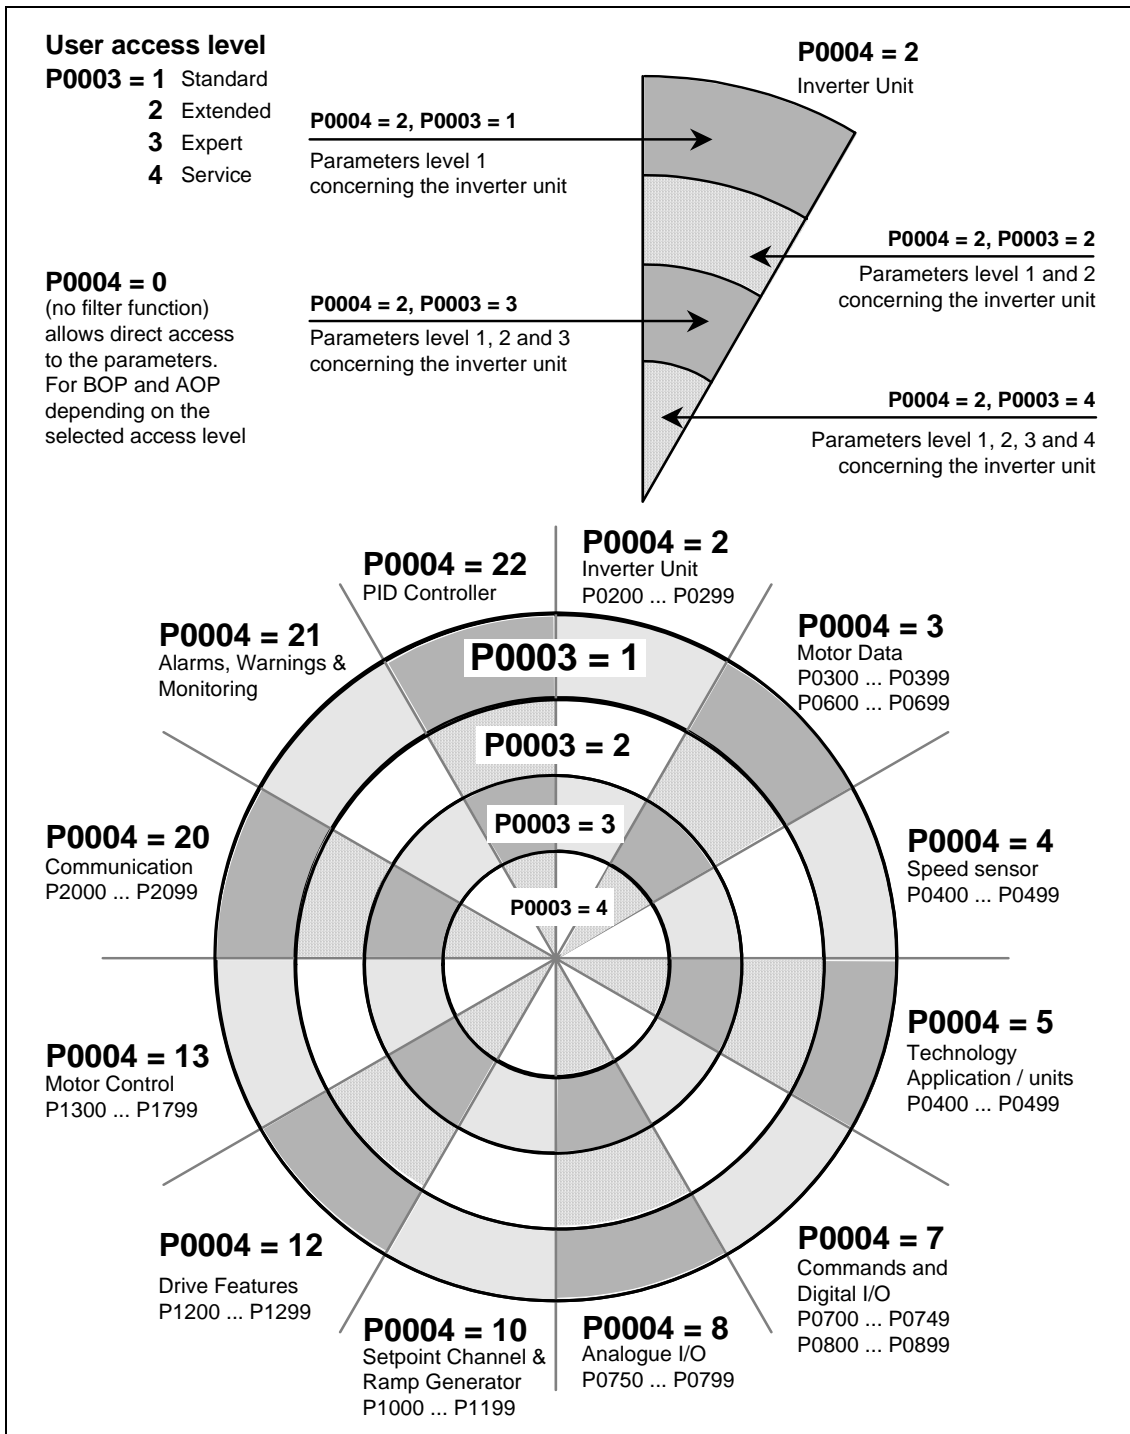 User access level
P0003 = 1 Standard
2 Extended
3 Expert
4 Service
P0004 = 2
Inverter Unit
P0004 = 2, P0003 = 1
Parameters level 1
concerning the inverter unit
P0004 = 2, P0003 = 2
Parameters level 1 and 2
concerning the inverter unit
P0004 = 0
(no filter function)
allows direct access
to the parameters.
For BOP and AOP
depending on the
selected access level
P0004 = 2, P0003 = 3
Parameters level 1, 2 and 3
concerning the inverter unit
P0004 = 2, P0003 = 4
Parameters level 1, 2, 3 and 4
concerning the inverter unit
P0004 = 22
PID Controller
P0004 = 2
Inverter Unit
P0200 ... P0299
P0004 = 21
Alarms, Warnings &
Monitoring
P0004 = 3
Motor Data
P0300 ... P0399
P0600 ... P0699
P0003 = 1
P0003 = 2
P0003 = 3
P0003 = 4
P0004 = 20
Communication
P2000 ... P2099
P0004 = 4
Speed sensor
P0400 ... P0499
P0004 = 13
Motor Control
P1300 ... P1799
P0004 = 5
Technology
Application / units
P0400 ... P0499
P0004 = 12
Drive Features
P1200 ... P1299
P0004 = 7
Commands and
Digital I/O
P0700 ... P0749
P0800 ... P0899
P0004 = 10
Setpoint Channel &
Ramp Generator
P1000 ... P1199
P0004 = 8
Analogue I/O
P0750 ... P0799